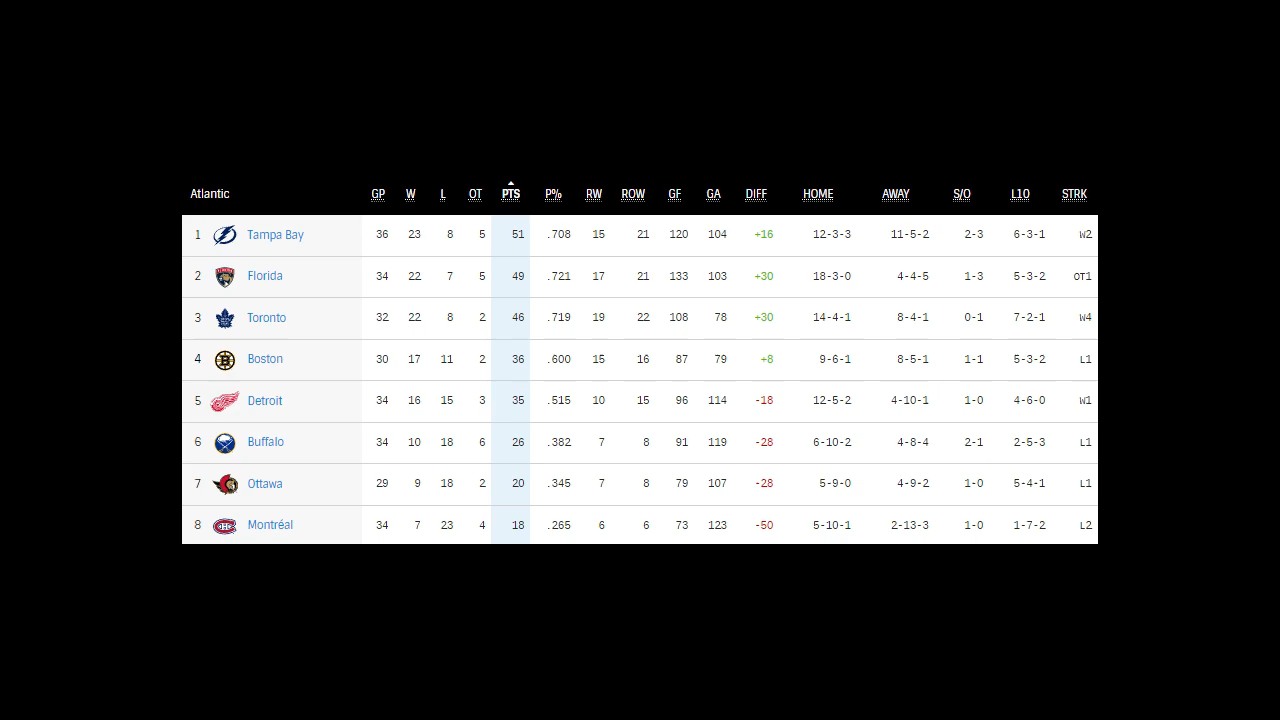 Atlantic GP W L OT PTS P% RW ROW GF GA DIFF HOME AWAY S/O L10 STRK
1 Tampa Bay 36 23 8 5 51 .708 15 21 120 104 +16 12-3-3 11-5-2 2-3 6-3-1 W2
2 Florida 34 22 7 5 49 .721 17 21 133 103 +30 18-3-0 4-4-5 1-3 5-3-2 OT1
3 Toronto 32 22 8 2 46 .719 19 22 108 78 +30 14-4-1 8-4-1 0-1 7-2-1 W4
4 Boston 30 17 11 2 36 .600 15 16 87 79 +8 9-6-1 8-5-1 1-1 5-3-2 L1
5 Detroit 34 16 15 3 35 .515 10 15 96 114 -18 12-5-2 4-10-1 1-0 4-6-0 W1
6 Buffalo 34 10 18 6 26 .382 7 8 91 119 -28 6-10-2 4-8-4 2-1 2-5-3 L1
7 Ottawa 29 9 18 2 20 .345 7 8 79 107 -28 5-9-0 4-9-2 1-0 5-4-1 L1
8 Montréal 34 7 23 4 18 .265 6 6 73 123 -50 5-10-1 2-13-3 1-0 1-7-2 L2